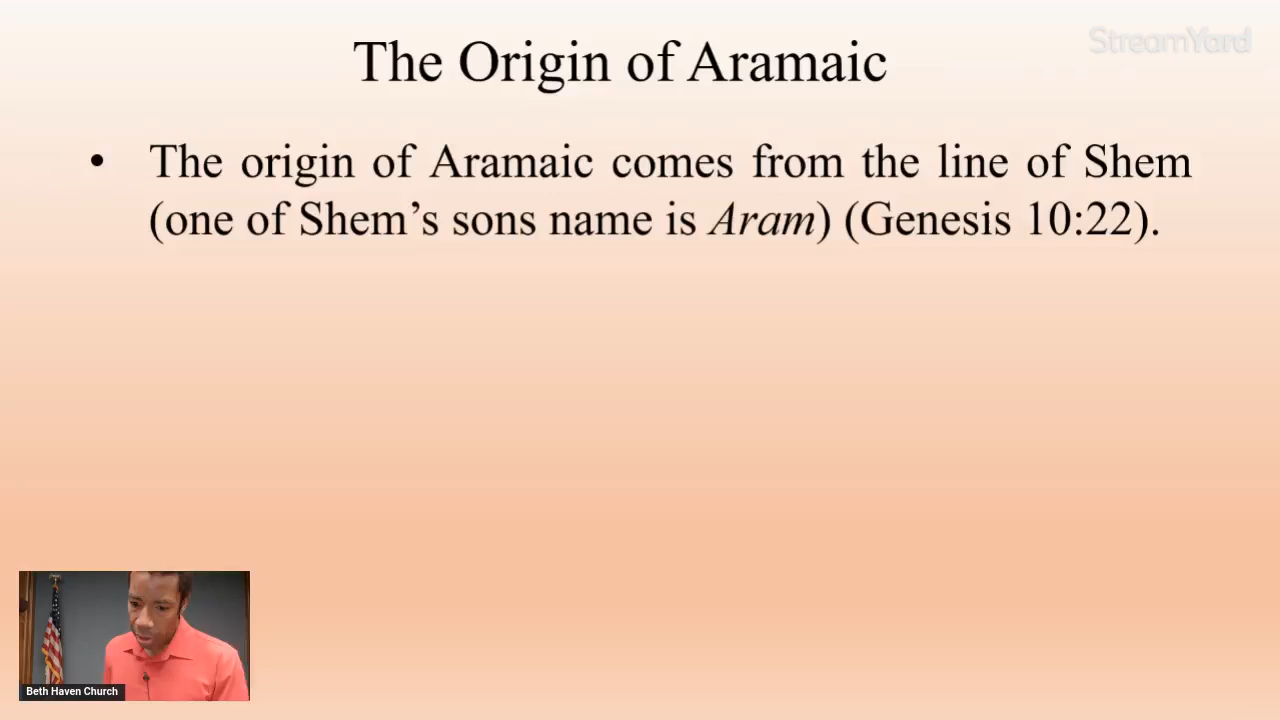 StreamYard
The Origin of Aramaic
• The origin of Aramaic comes from the line of Shem
(one of Shem’s sons name is Aram) (Genesis 10:22).
Beth Haven Church